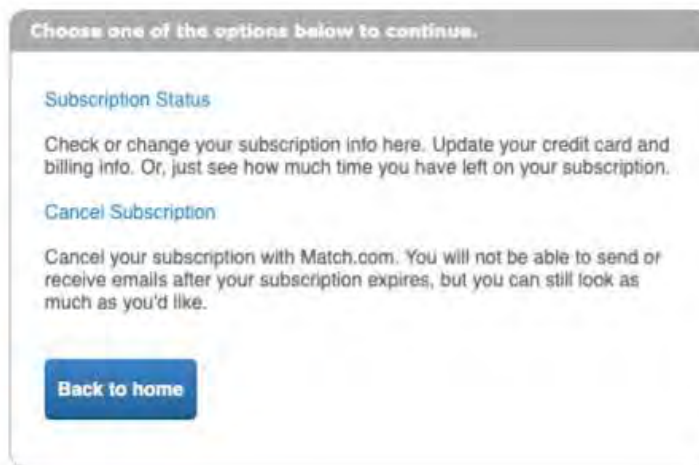 Choose one of the options below to continue.
Subscription Status
Check or change your subscription info here. Update your credit card and
billing info. Or, just see how much time you have left on your subscription.
Cancel Subscription
Cancel your subscription with Match.com. You will not be able to send or
receive emails after your subscription expires, but you can still look as
much as you'd like.
Back to home